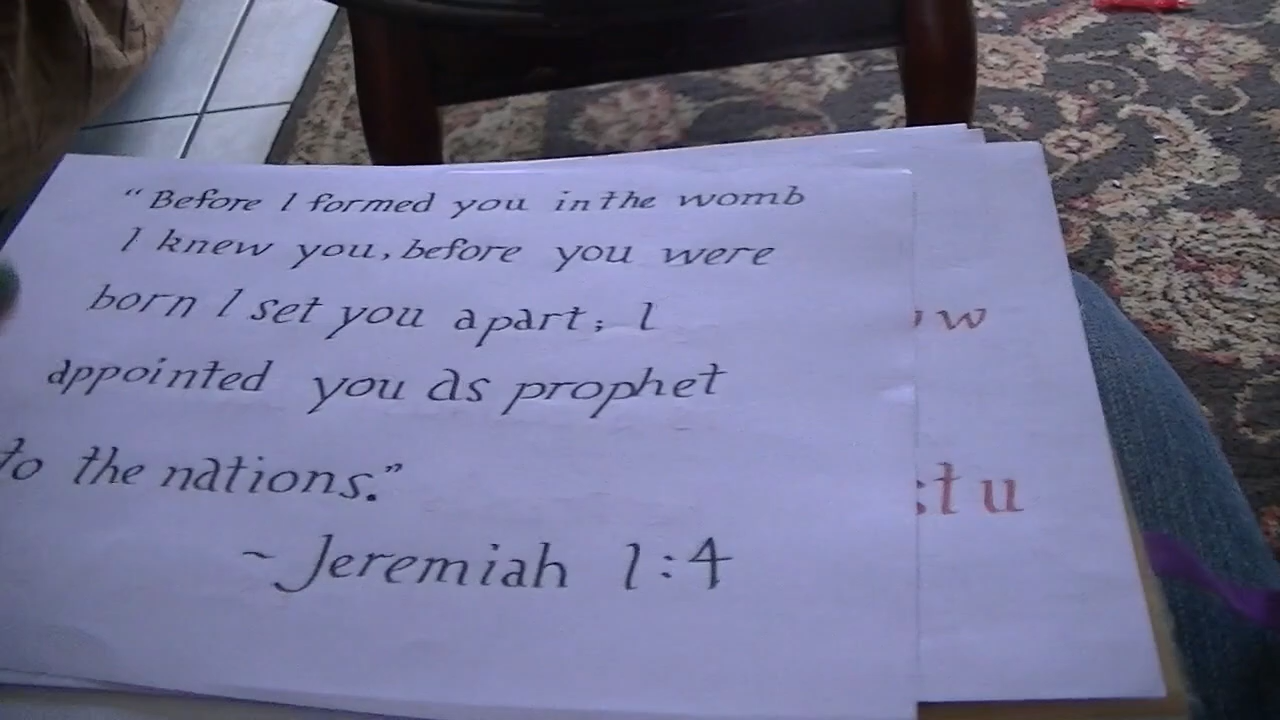 “Before I formed you in the womb
I knew you, before you were
born I set you apart; I
appointed you as prophet
to the nations.”
~ Jeremiah 1:4
w
tu